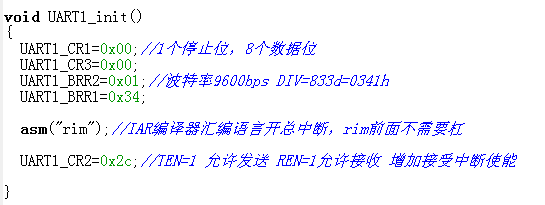 void UART1_init()
{
UART1_CR1=0x00;//1个停止位，8个数据位
UART1_CR3=0x00;
UART1_BRR2=0x01;//波特率9600bps DIV=833d=0341h
UART1_BRR1=0x34;
asm("rim");//IAR编译器汇编语言开总中断，rim前面不需要杠
UART1_CR2=0x2c;//TEN=1 允许发送 REN=1允许接收 增加接受中断使能
}